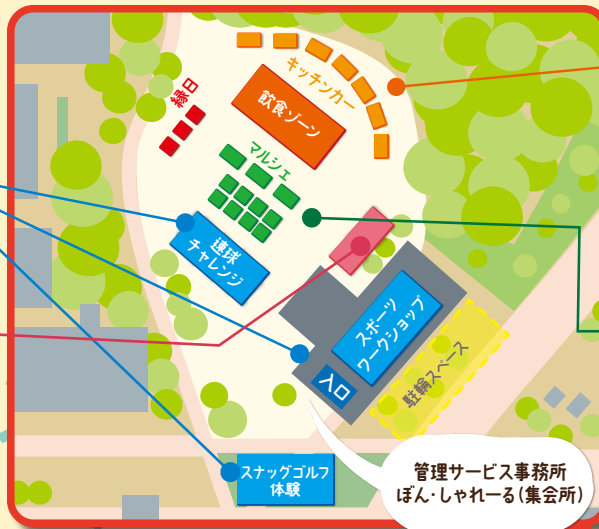 キッチンカー
縁日
飲食ゾーン
マルシェ
速球
チャレンジ
スポーツ
ワークショップ
入口
駐輪スペース
スナッグゴルフ
体験
管理サービス事務所
ぽん・しゃれーる(集会所)